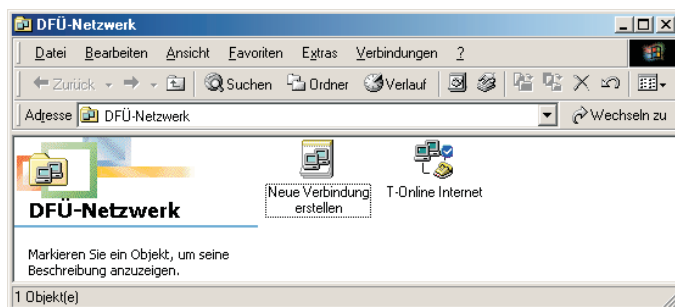 DFÜ-Netzwerk
Datei Bearbeiten Ansicht Favoriten Extras Verbindungen ?
Zurück Suchen Ordner Verlauf
Adresse DFÜ-Netzwerk Wechseln zu
Neue Verbindung
erstellen
T-Online Internet
DFÜ-Netzwerk
Markieren Sie ein Objekt, um seine
Beschreibung anzuzeigen.
1 Objekt(e)